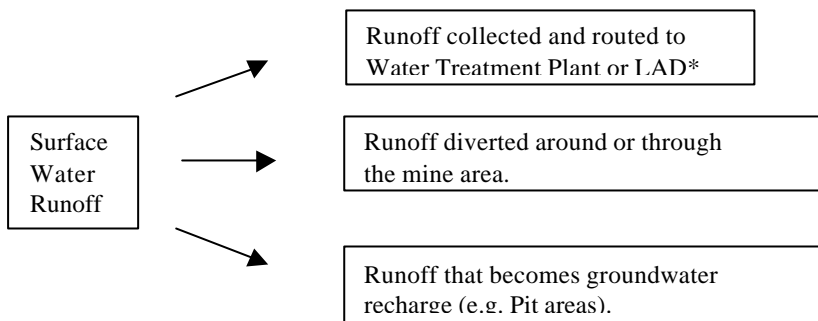 Runoff collected and routed to
Water Treatment Plant or LAD*
Surface
Water
Runoff
Runoff diverted around or through
the mine area.
Runoff that becomes groundwater
recharge (e.g. Pit areas).